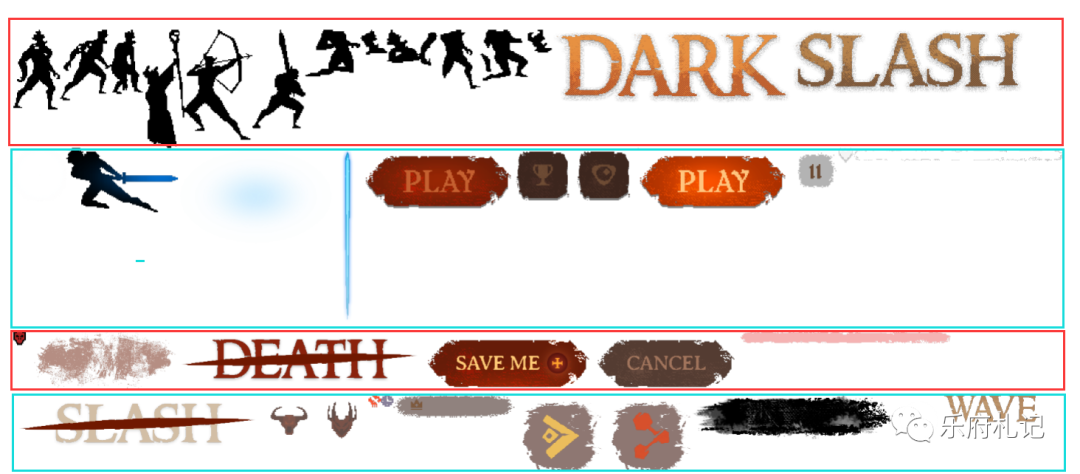 DARK SLASH
PLAY
PLAY
11
DEATH
SAVE ME
CANCEL
SLASH
WAVE
乐府札记